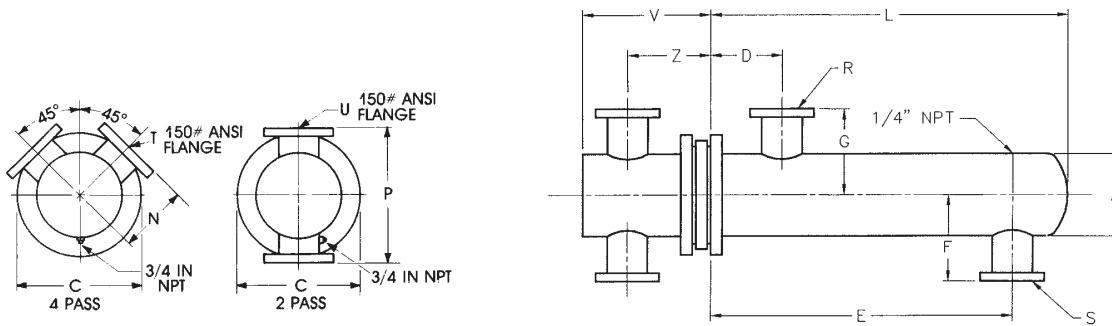 45°
45°
T 150# ANSI
FLANGE
N
3/4 IN
NPT
C
4 PASS
U 150# ANSI
FLANGE
P
3/4 IN NPT
C
2 PASS
V
L
Z
D
R
G
1/4" NPT
F
E
S